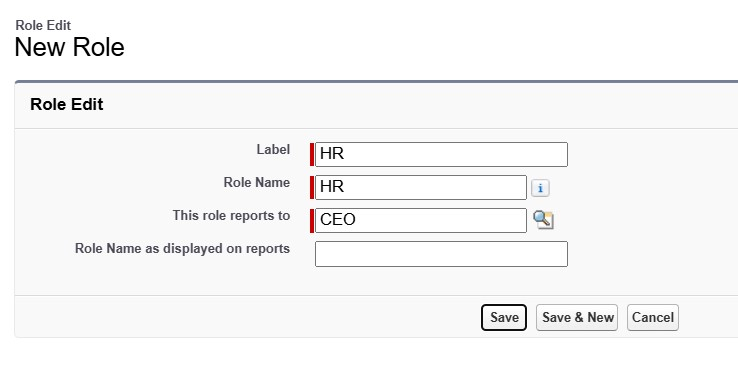 Role Edit
New Role
Role Edit
Label HR
Role Name HR i
This role reports to CEO
Role Name as displayed on reports
Save Save & New Cancel